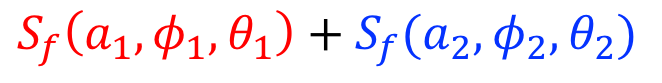 S_f(a_1, ϕ_1, θ_1) + S_f(a_2, ϕ_2, θ_2)